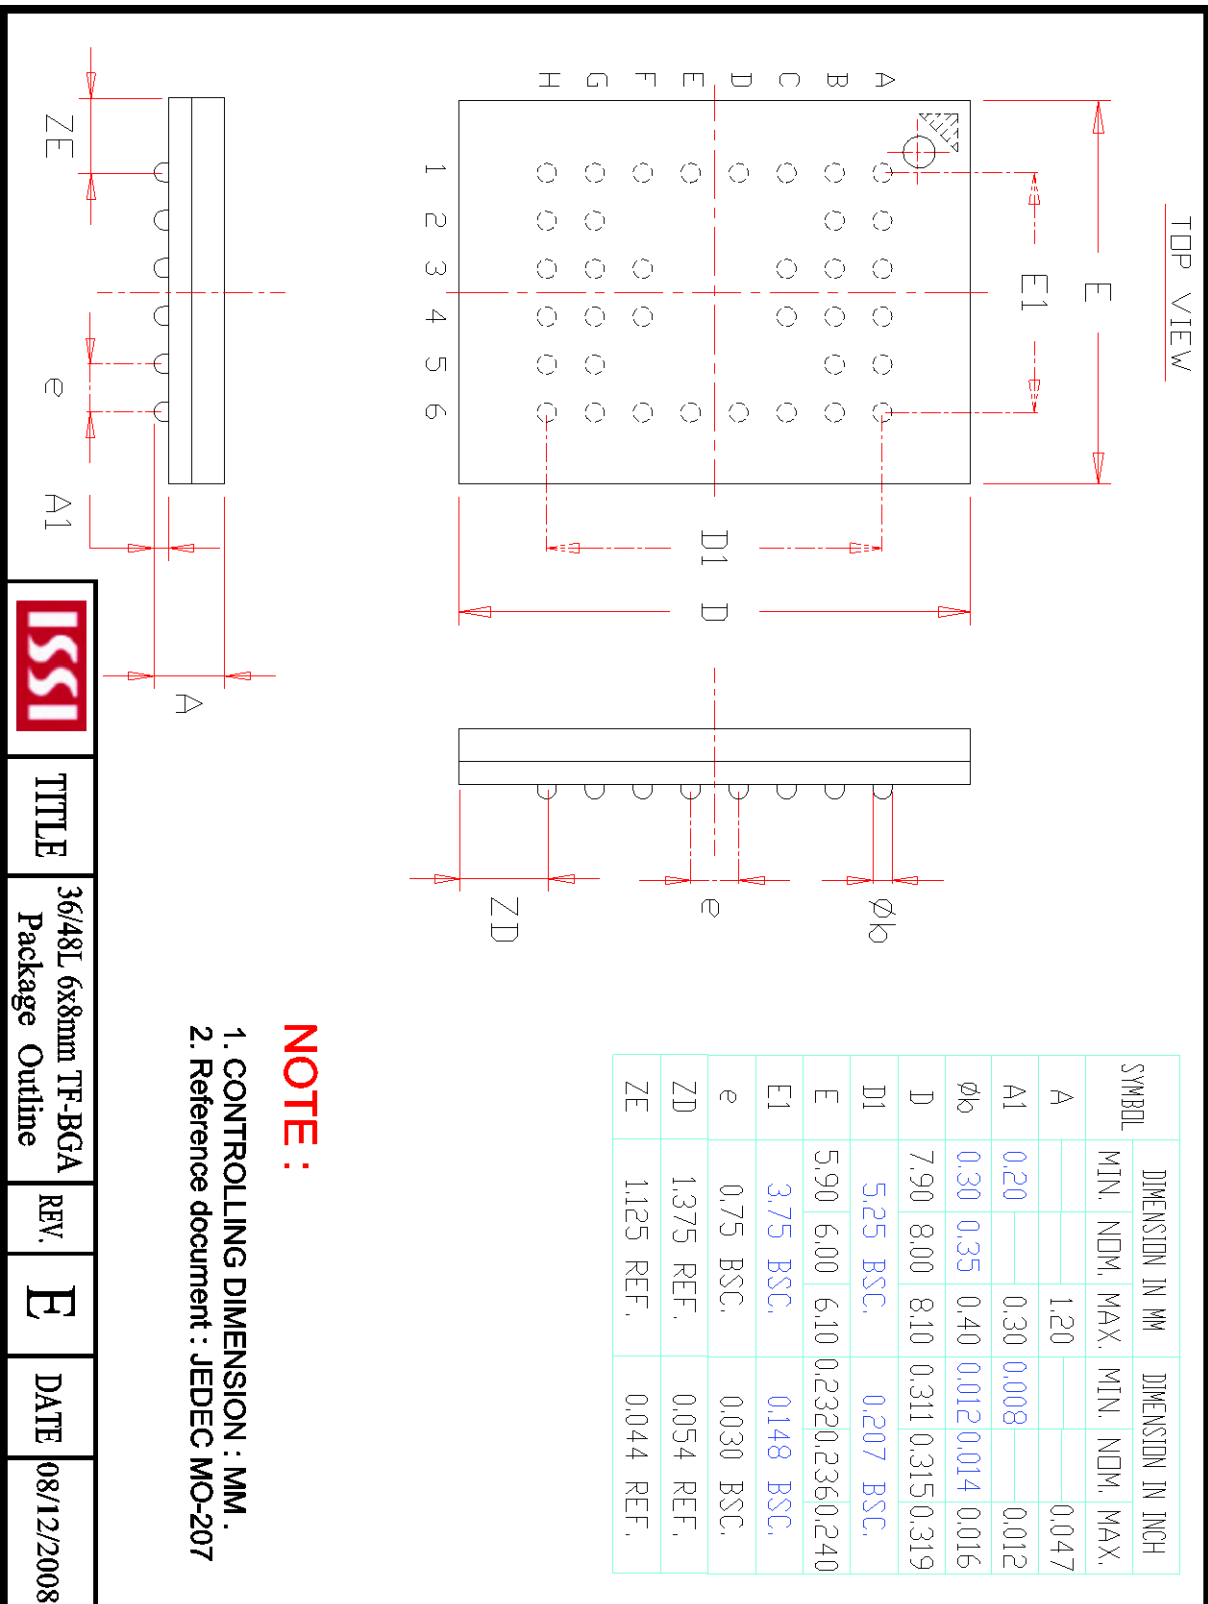 TOP VIEW
A
B
C
D
E
F
G
H
1
2
3
4
5
6
E1
E
D1
D
ZE
e
A1
A
Øb
e
ZD
SYMBOL DIMENSION IN MM DIMENSION IN INCH
MIN. NOM. MAX. MIN. NOM. MAX.
A 1.20 0.047
A1 0.20 0.30 0.008 0.012
Øb 0.30 0.35 0.40 0.012 0.014 0.016
D 7.90 8.00 8.10 0.311 0.315 0.319
D1 5.25 BSC. 0.207 BSC.
E 5.90 6.00 6.10 0.232 0.236 0.240
E1 3.75 BSC. 0.148 BSC.
e 0.75 BSC. 0.030 BSC.
ZD 1.375 REF. 0.054 REF.
ZE 1.125 REF. 0.044 REF.
NOTE :
1. CONTROLLING DIMENSION : MM .
2. Reference document : JEDEC MO-207
ISSI
TITLE
36/48L 6x8mm TF-BGA
Package Outline
REV.
E
DATE
08/12/2008